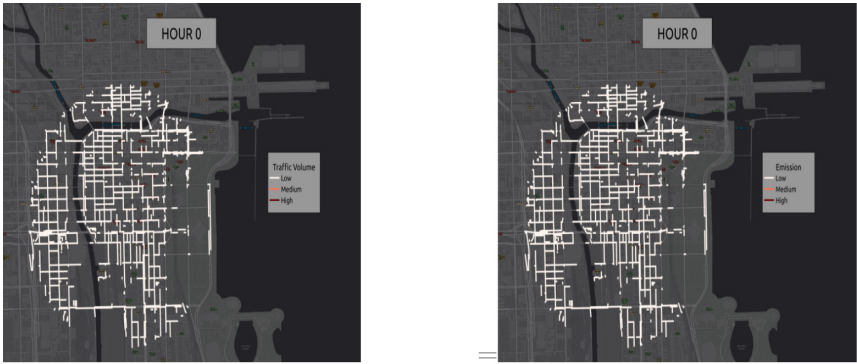 HOUR 0
Traffic Volume
Low
Medium
High
HOUR 0
Emission
Low
Medium
High